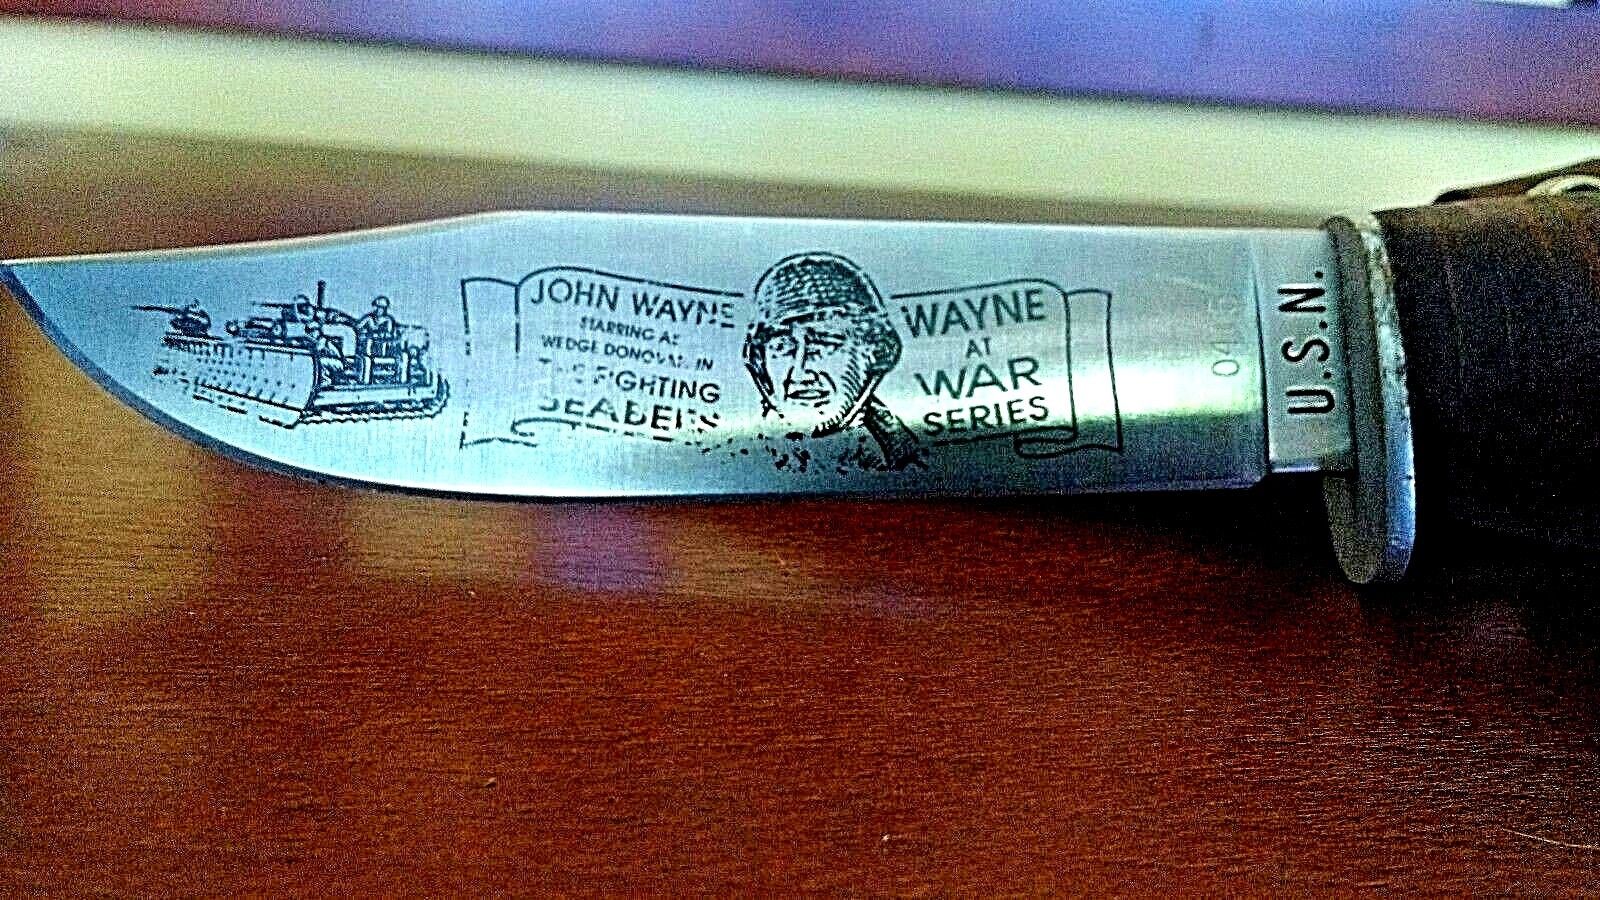 JOHN WAYNE
STARRING AS
WEDGE DONOVAN IN
THE FIGHTING
SEABEES
WAYNE
AT
WAR
SERIES
U.S.N.